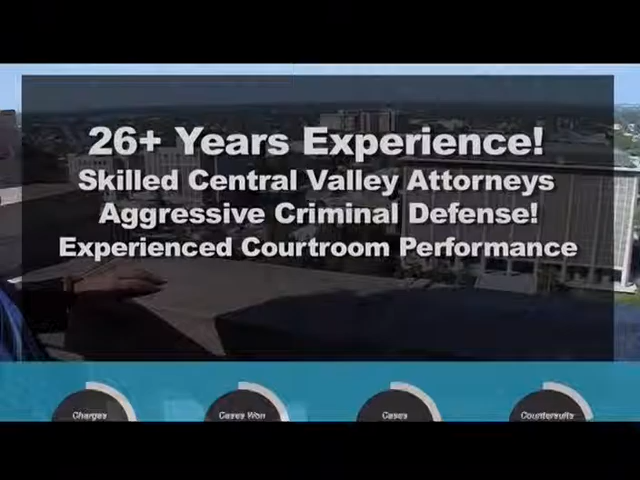 26+ Years Experience!
Skilled Central Valley Attorneys
Aggressive Criminal Defense!
Experienced Courtroom Performance
Charges
Cases Won
Cases
Countersuits